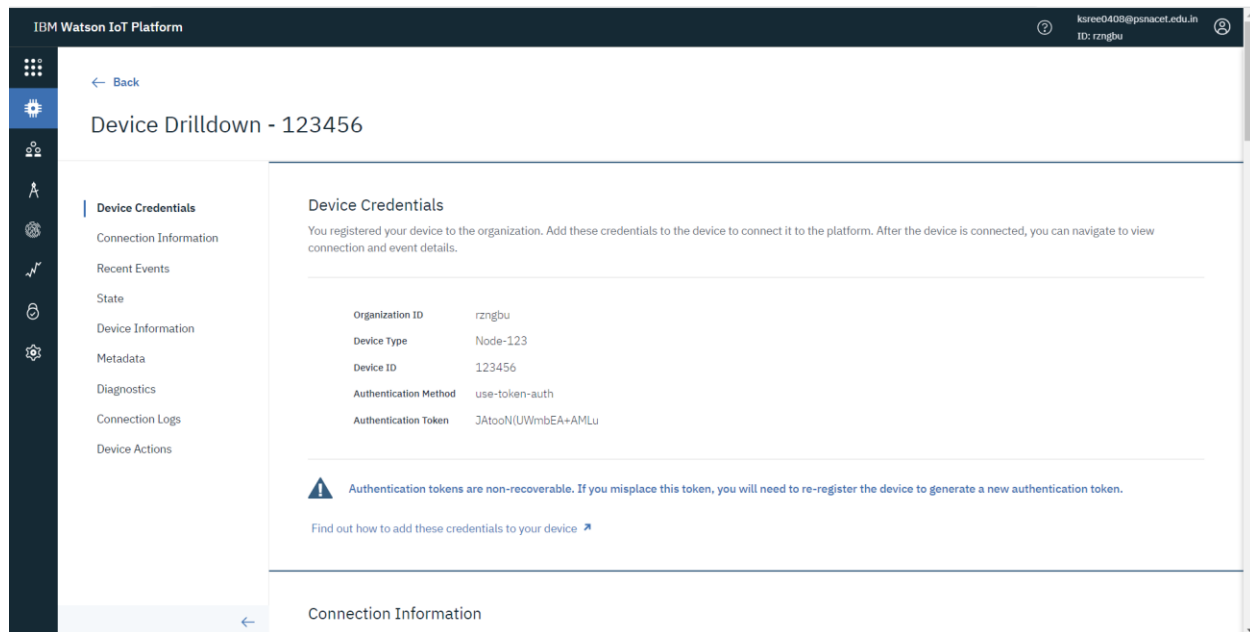 IBM Watson IoT Platform
ksree0408@psnacet.edu.in
ID: rzngbu
← Back
Device Drilldown - 123456
Device Credentials
Connection Information
Recent Events
State
Device Information
Metadata
Diagnostics
Connection Logs
Device Actions
Device Credentials
You registered your device to the organization. Add these credentials to the device to connect it to the platform. After the device is connected, you can navigate to view
connection and event details.
Organization ID rzngbu
Device Type Node-123
Device ID 123456
Authentication Method use-token-auth
Authentication Token JAtooN(UWmbEA+AMLu
Authentication tokens are non-recoverable. If you misplace this token, you will need to re-register the device to generate a new authentication token.
Find out how to add these credentials to your device
Connection Information